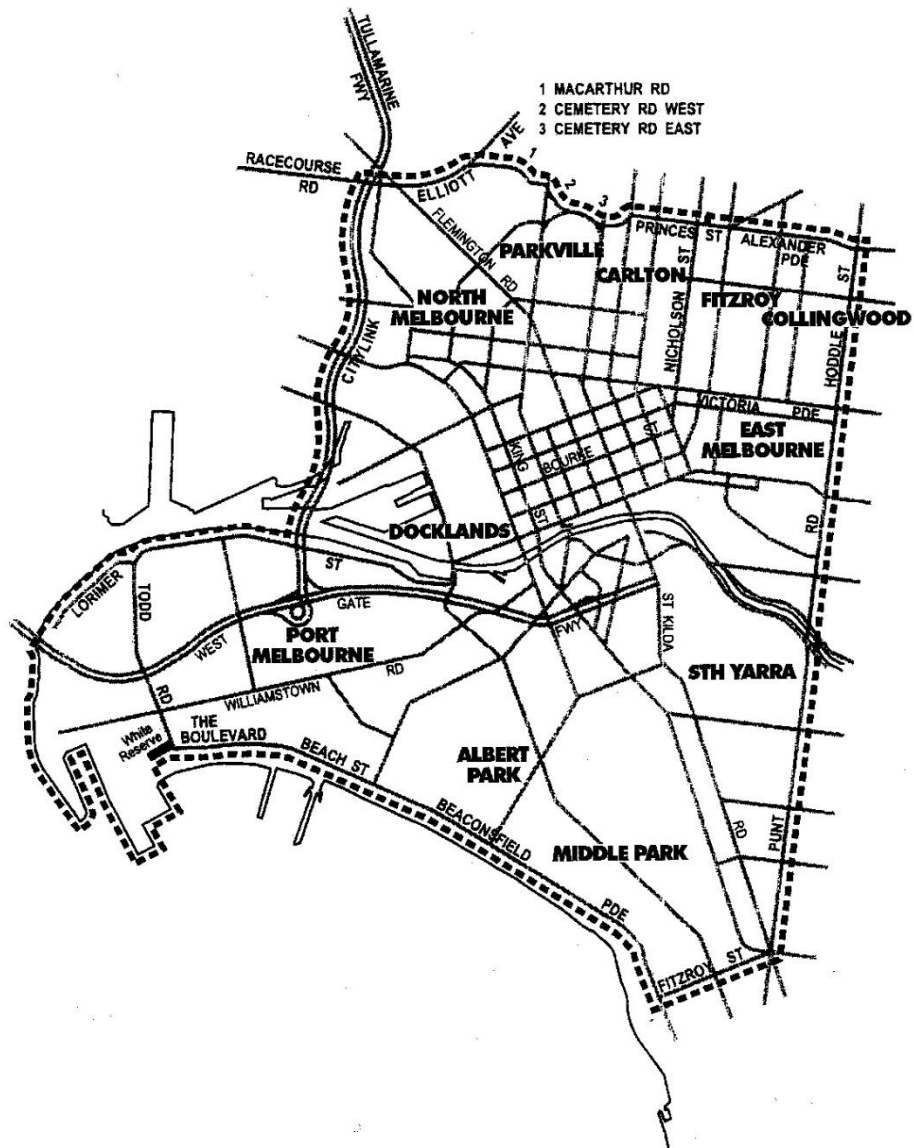 TULLAMARINE
FWY
1 MACARTHUR RD
2 CEMETERY RD WEST
3 CEMETERY RD EAST
AVE
1
RACECOURSE
RD
ELLIOTT
2
3
FLEMINGTON
RD
PARKVILLE
PRINCES ST
ALEXANDER
PDE
CARLTON
NICHOLSON
ST
FITZROY
NORTH
MELBOURNE
COLLINGWOOD
HODDLE
ST
CITYLINK
VICTORIA
PDE
EAST
MELBOURNE
KING
ST
BOURNE
ST
RD
DOCKLANDS
LORIMER
ST
TODD
RD
WEST
GATE
FWY
PORT
MELBOURNE
ST KILDA
RD
STH YARRA
WILLIAMSTOWN
RD
White
Reserve
THE
BOULEVARD
BEACH ST
ALBERT
PARK
BEACONSFIELD
PDE
MIDDLE PARK
PUNT
FITZROY ST